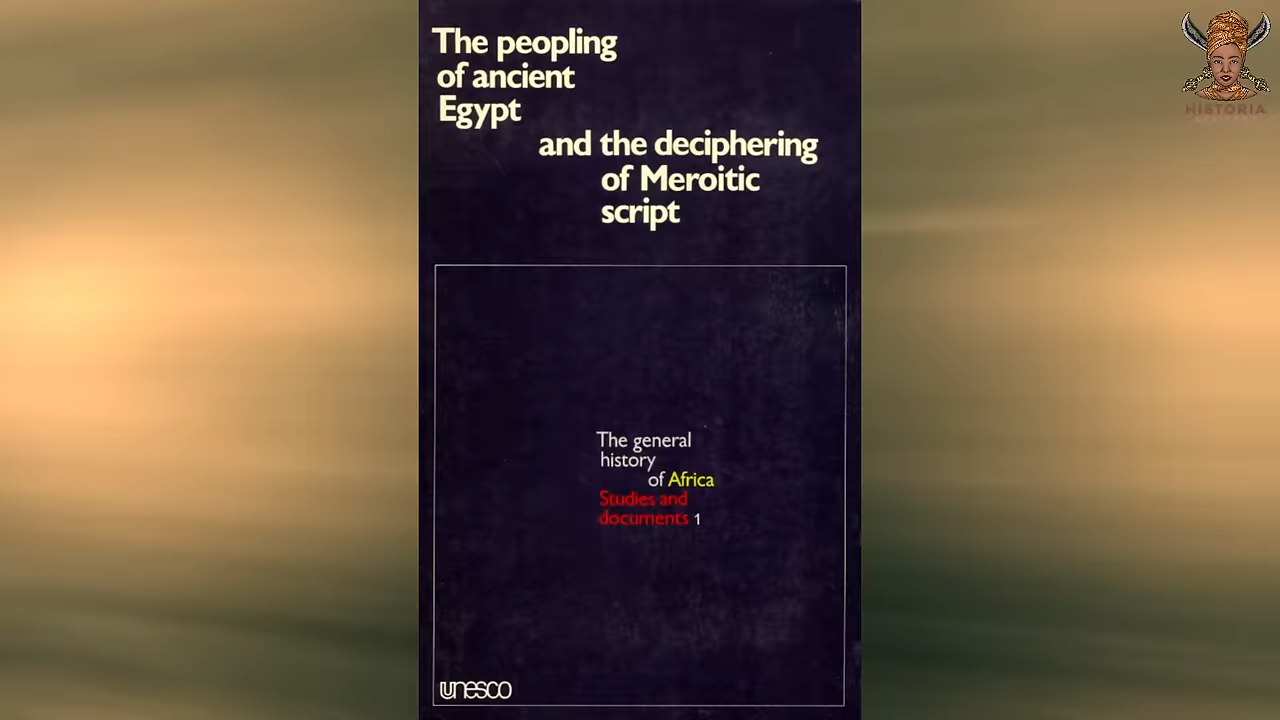 The peopling
of ancient
Egypt
and the deciphering
of Meroitic
script
The general
history
of Africa
Studies and
documents 1
unesco
HISTORIA